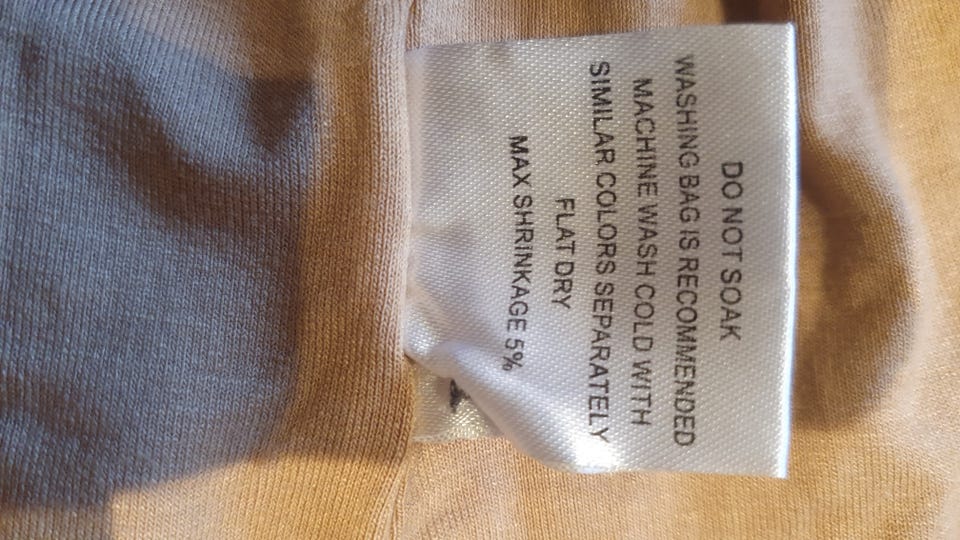 DO NOT SOAK
WASHING BAG IS RECOMMENDED
MACHINE WASH COLD WITH
SIMILAR COLORS SEPARATELY
FLAT DRY
MAX SHRINKAGE 5%